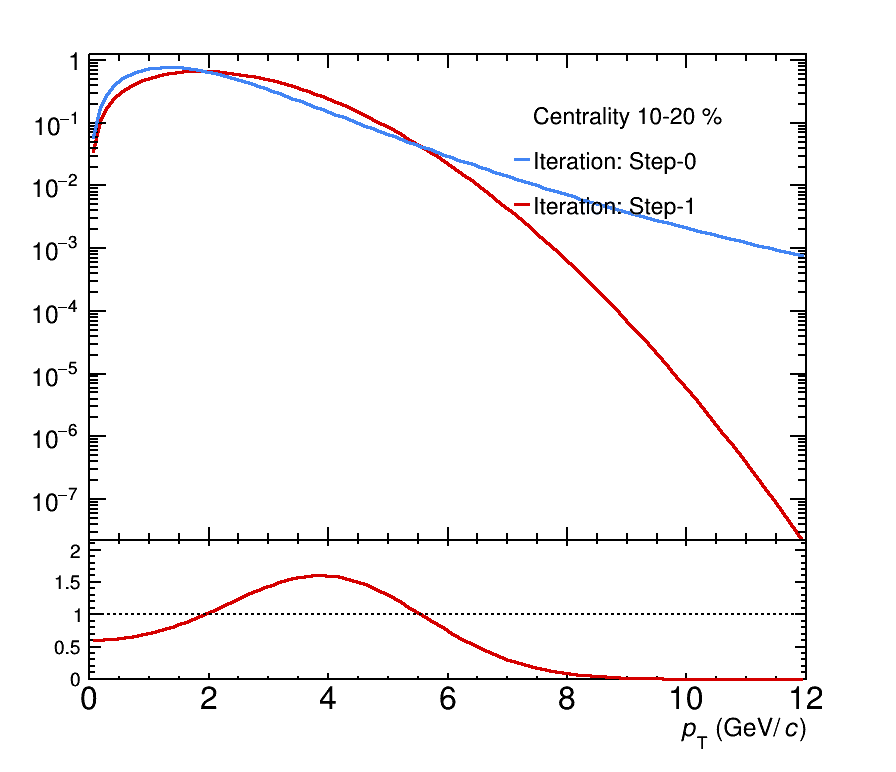 1
10−1
10−2
10−3
10−4
10−5
10−6
10−7
Centrality 10-20 %
Iteration: Step-0
Iteration: Step-1
2
1.5
1
0.5
0
0 2 4 6 8 10 12
pT (GeV/c)